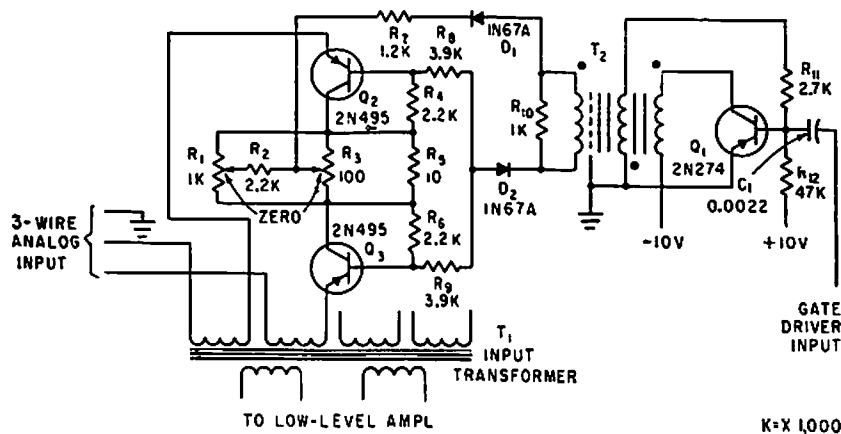 R7
1.2K
R8
3.9K
1N67A
D1
T2
R4
2.2K
Q2
2N495
R10
1K
R11
2.7K
Q1
2N274
C1
0.0022
R12
47K
R1
1K
R2
2.2K
R3
100
R5
10
D2
1N67A
ZERO
3-WIRE
ANALOG
INPUT
2N495
Q3
R6
2.2K
R9
3.9K
-10V
+10V
GATE
DRIVER
INPUT
T1
INPUT
TRANSFORMER
TO LOW-LEVEL AMPL
K=X 1,000